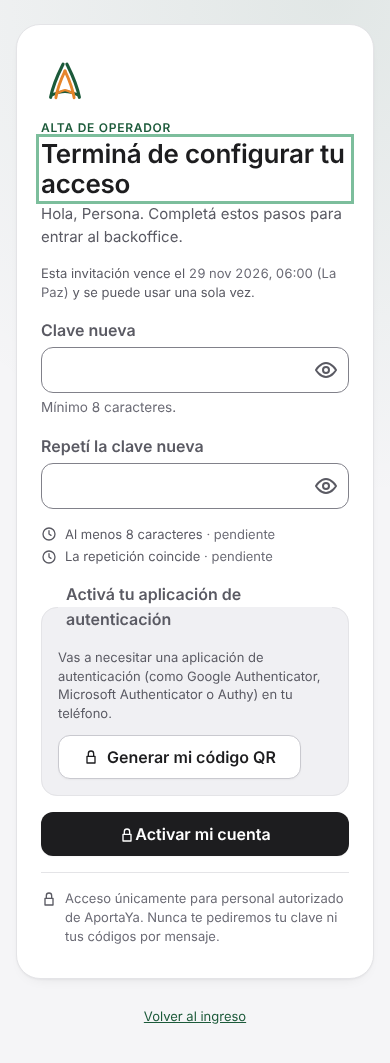 ALTA DE OPERADOR
Terminá de configurar tu
acceso
Hola, Persona. Completá estos pasos para
entrar al backoffice.
Esta invitación vence el 29 nov 2026, 06:00 (La
Paz) y se puede usar una sola vez.
Clave nueva
Mínimo 8 caracteres.
Repetí la clave nueva
Al menos 8 caracteres · pendiente
La repetición coincide · pendiente
Activá tu aplicación de
autenticación
Vas a necesitar una aplicación de
autenticación (como Google Authenticator,
Microsoft Authenticator o Authy) en tu
teléfono.
Generar mi código QR
Activar mi cuenta
Acceso únicamente para personal autorizado
de AportaYa. Nunca te pediremos tu clave ni
tus códigos por mensaje.
Volver al ingreso